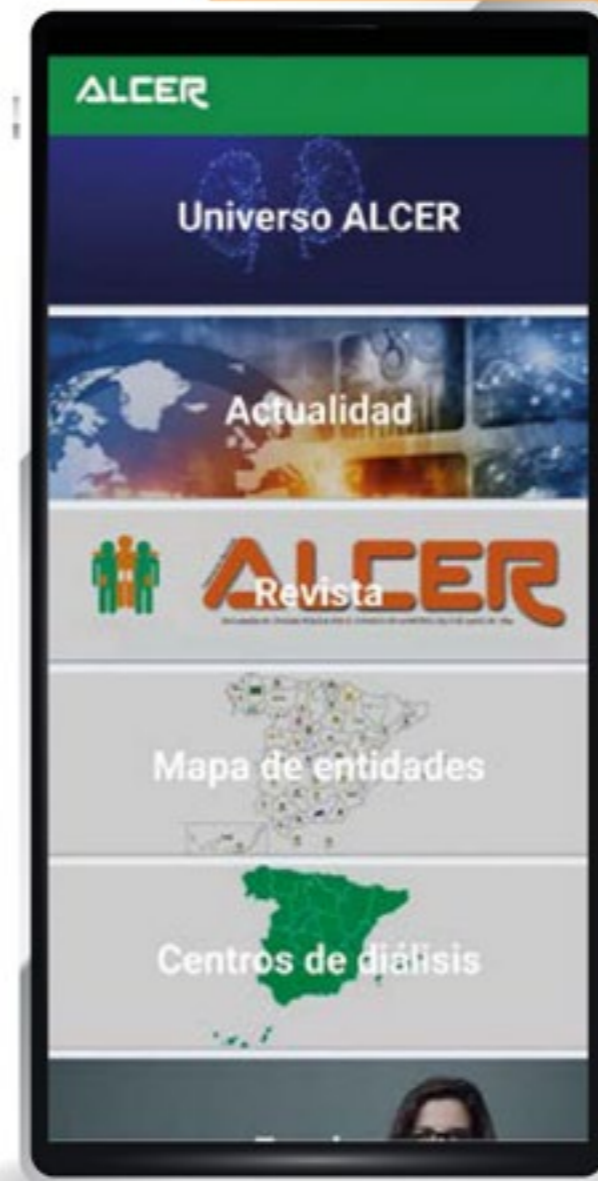 ALCER
Universo ALCER
Actualidad
ALCER
Revista
Mapa de entidades
Centros de diálisis